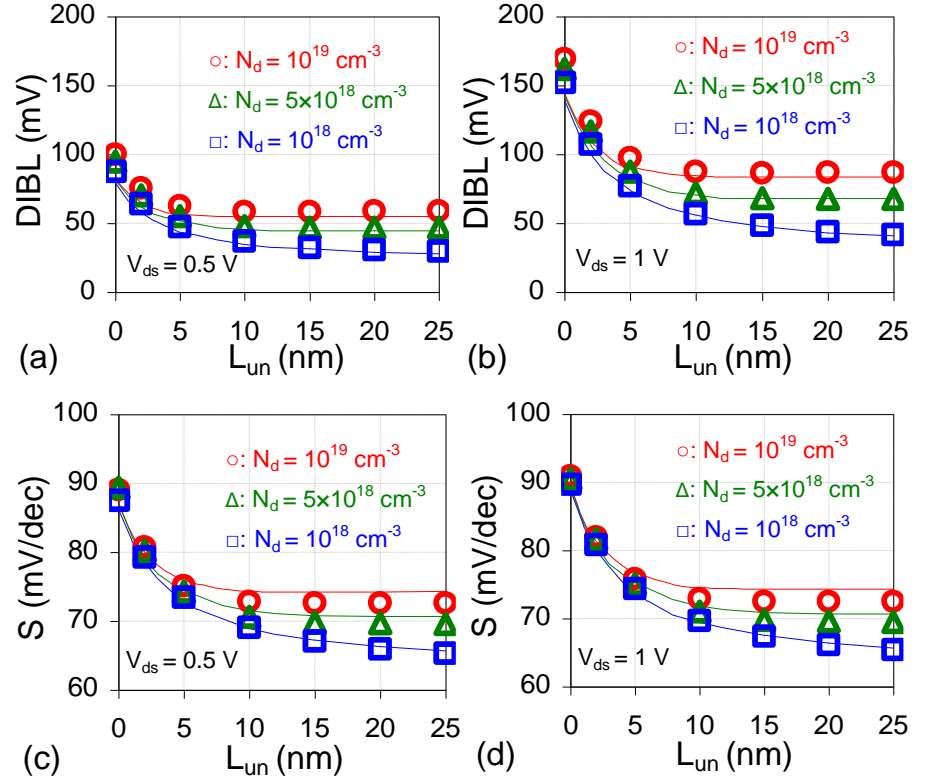 200
150
100
50
0
DIBL (mV)
○: N_d = 10^19 cm^-3
Δ: N_d = 5×10^18 cm^-3
□: N_d = 10^18 cm^-3
V_ds = 0.5 V
0 5 10 15 20 25
(a) L_un (nm)
200
150
100
50
0
DIBL (mV)
○: N_d = 10^19 cm^-3
Δ: N_d = 5×10^18 cm^-3
□: N_d = 10^18 cm^-3
V_ds = 1 V
0 5 10 15 20 25
(b) L_un (nm)
100
90
80
70
60
S (mV/dec)
○: N_d = 10^19 cm^-3
Δ: N_d = 5×10^18 cm^-3
□: N_d = 10^18 cm^-3
V_ds = 0.5 V
0 5 10 15 20 25
(c) L_un (nm)
100
90
80
70
60
S (mV/dec)
○: N_d = 10^19 cm^-3
Δ: N_d = 5×10^18 cm^-3
□: N_d = 10^18 cm^-3
V_ds = 1 V
0 5 10 15 20 25
(d) L_un (nm)